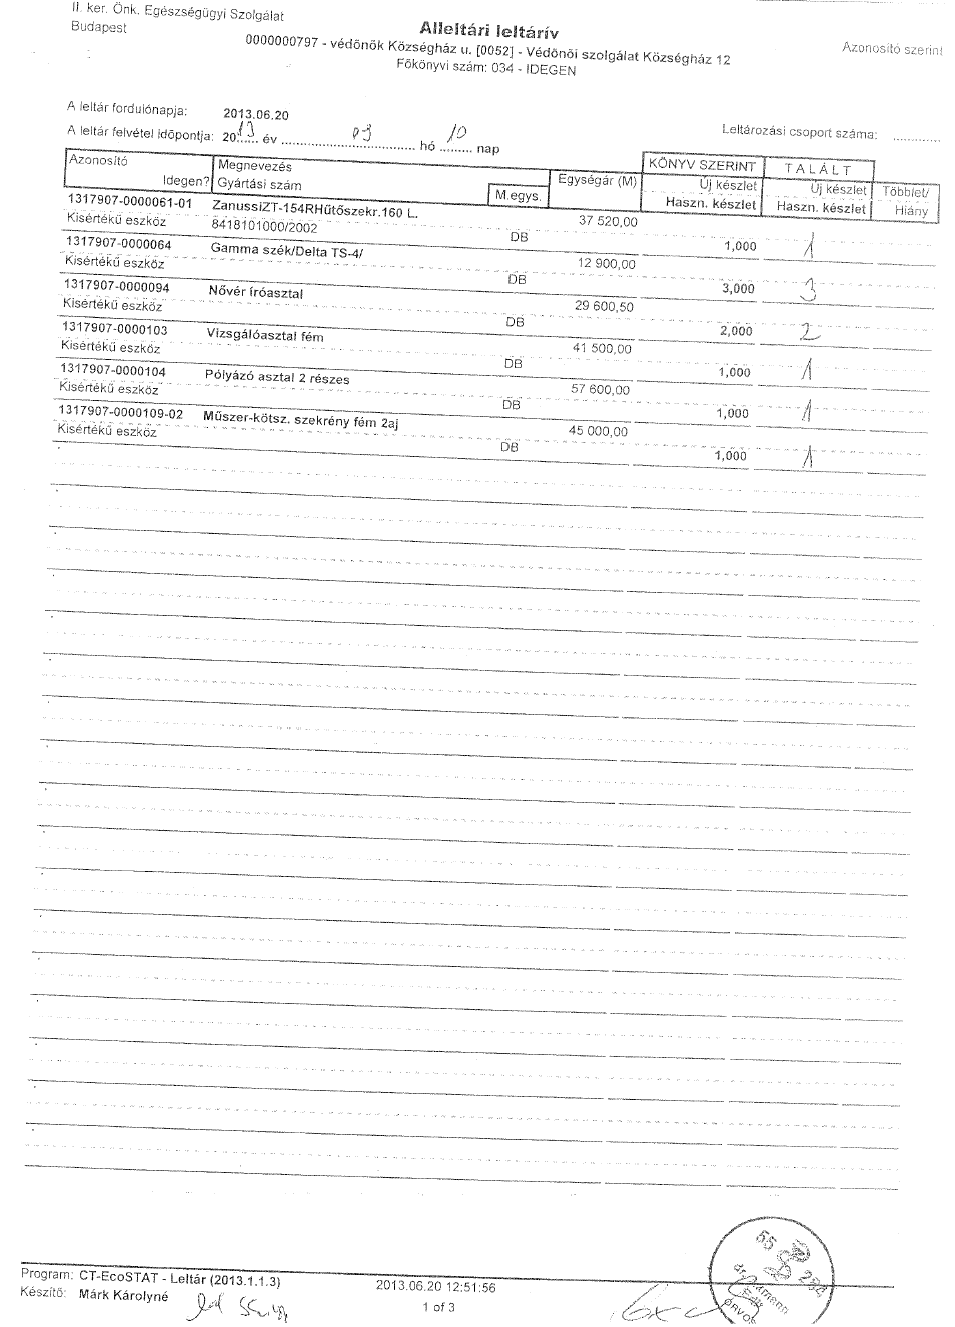 II. ker. Önk. Egészségügyi Szolgálat
Budapest
Alleltári leltárív
0000000797 - védönök Községház u. [0052] - Védönöi szolgálat Községház 12
Főkönyvi szám: 034 - IDEGEN
Azonosító szerint
A leltár fordulónapja: 2013.06.20
A leltár felvétel időpontja: 2013 év 09 hó 10 nap
Leltározási csoport száma: ............
Azonosító Megnevezés Egységár (M) KÖNYV SZERINT TALÁLT
Idegen? Gyártási szám M.egys. Új készlet Új készlet Többlet/
Haszn. készlet Haszn. készlet Hiány
1317907-0000061-01 ZanussiZT-154RHűtőszekr.160 L. 37 520,00
Kisértékű eszköz 8418101000/2002 DB 1,000 1
1317907-0000064 Gamma szék/Delta TS-4/ 12 900,00
Kisértékű eszköz DB 3,000 3
1317907-0000094 Nővér íróasztal 29 600,50
Kisértékű eszköz DB 2,000 2
1317907-0000103 Vizsgálóasztal fém 41 500,00
Kisértékű eszköz DB 1,000 1
1317907-0000104 Pólyázó asztal 2 részes 57 600,00
Kisértékű eszköz DB 1,000 1
1317907-0000109-02 Műszer-kötsz. szekrény fém 2aj 45 000,00
Kisértékű eszköz DB 1,000 1
Program: CT-EcoSTAT - Leltár (2013.1.1.3) 2013.06.20 12:51:56
Készítő: Márk Károlyné
1 of 3